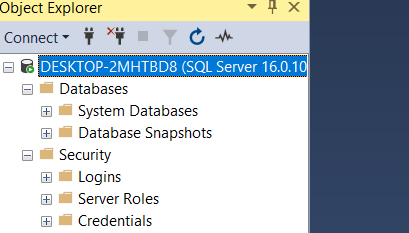 Object Explorer
Connect
DESKTOP-2MHTBD8 (SQL Server 16.0.10
Databases
System Databases
Database Snapshots
Security
Logins
Server Roles
Credentials